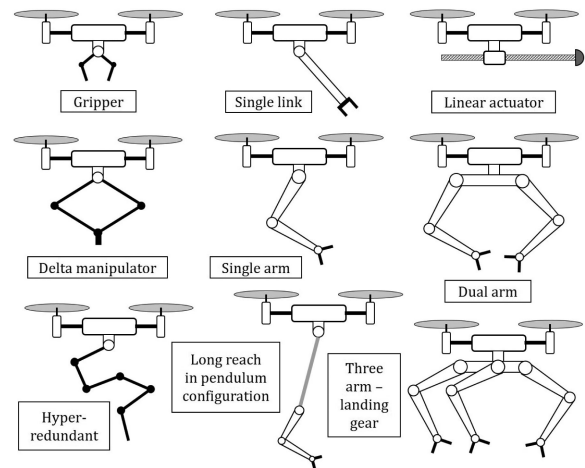 Gripper
Single link
Linear actuator
Delta manipulator
Single arm
Dual arm
Hyper-
redundant
Long reach
in pendulum
configuration
Three
arm –
landing
gear